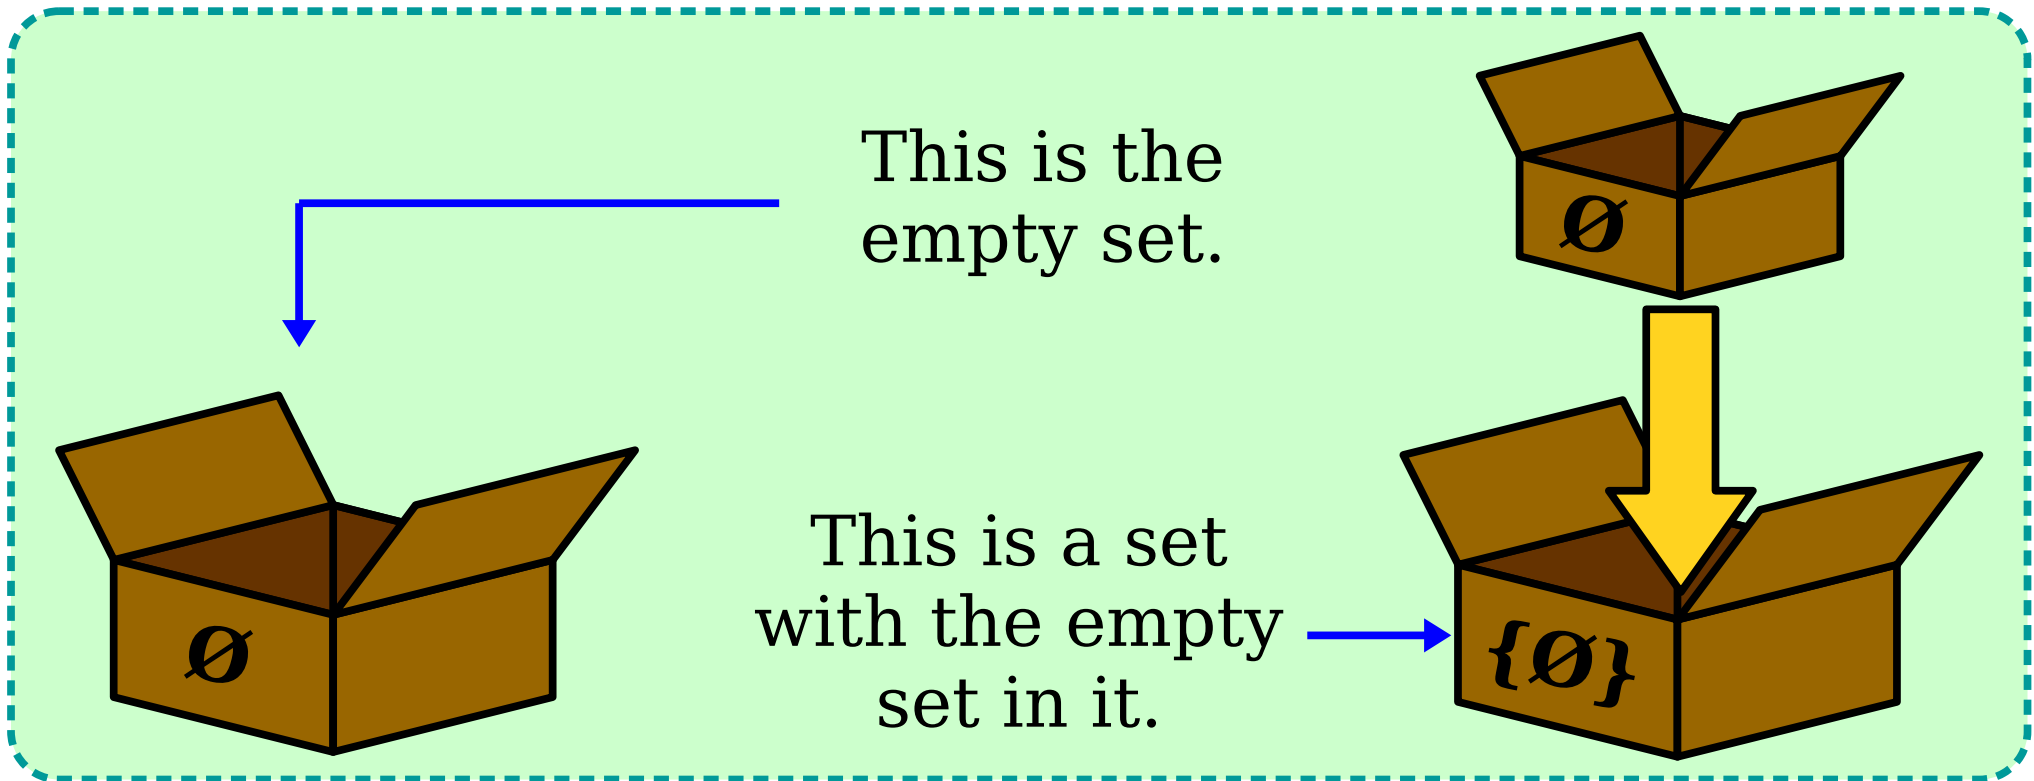 This is the
empty set.
Ø
Ø
This is a set
with the empty
set in it.
{Ø}